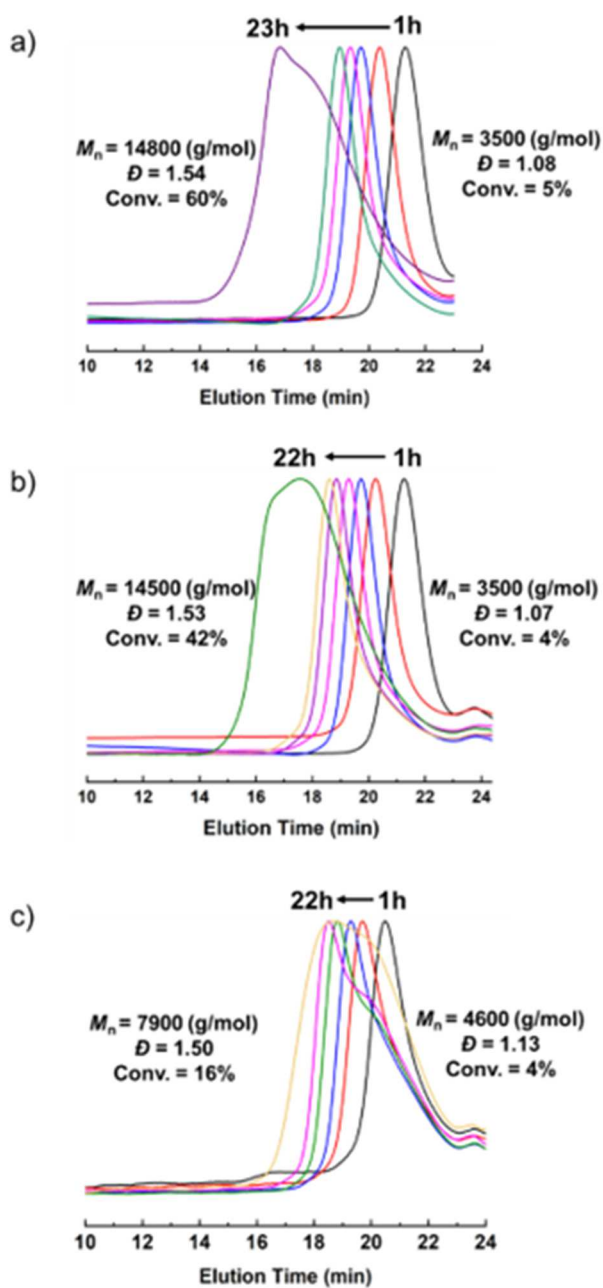 a)
23h 1h
Mn = 14800 (g/mol)
Đ = 1.54
Conv. = 60%
Mn = 3500 (g/mol)
Đ = 1.08
Conv. = 5%
10 12 14 16 18 20 22 24
Elution Time (min)
b)
22h 1h
Mn = 14500 (g/mol)
Đ = 1.53
Conv. = 42%
Mn = 3500 (g/mol)
Đ = 1.07
Conv. = 4%
10 12 14 16 18 20 22 24
Elution Time (min)
c)
22h 1h
Mn = 7900 (g/mol)
Đ = 1.50
Conv. = 16%
Mn = 4600 (g/mol)
Đ = 1.13
Conv. = 4%
10 12 14 16 18 20 22 24
Elution Time (min)